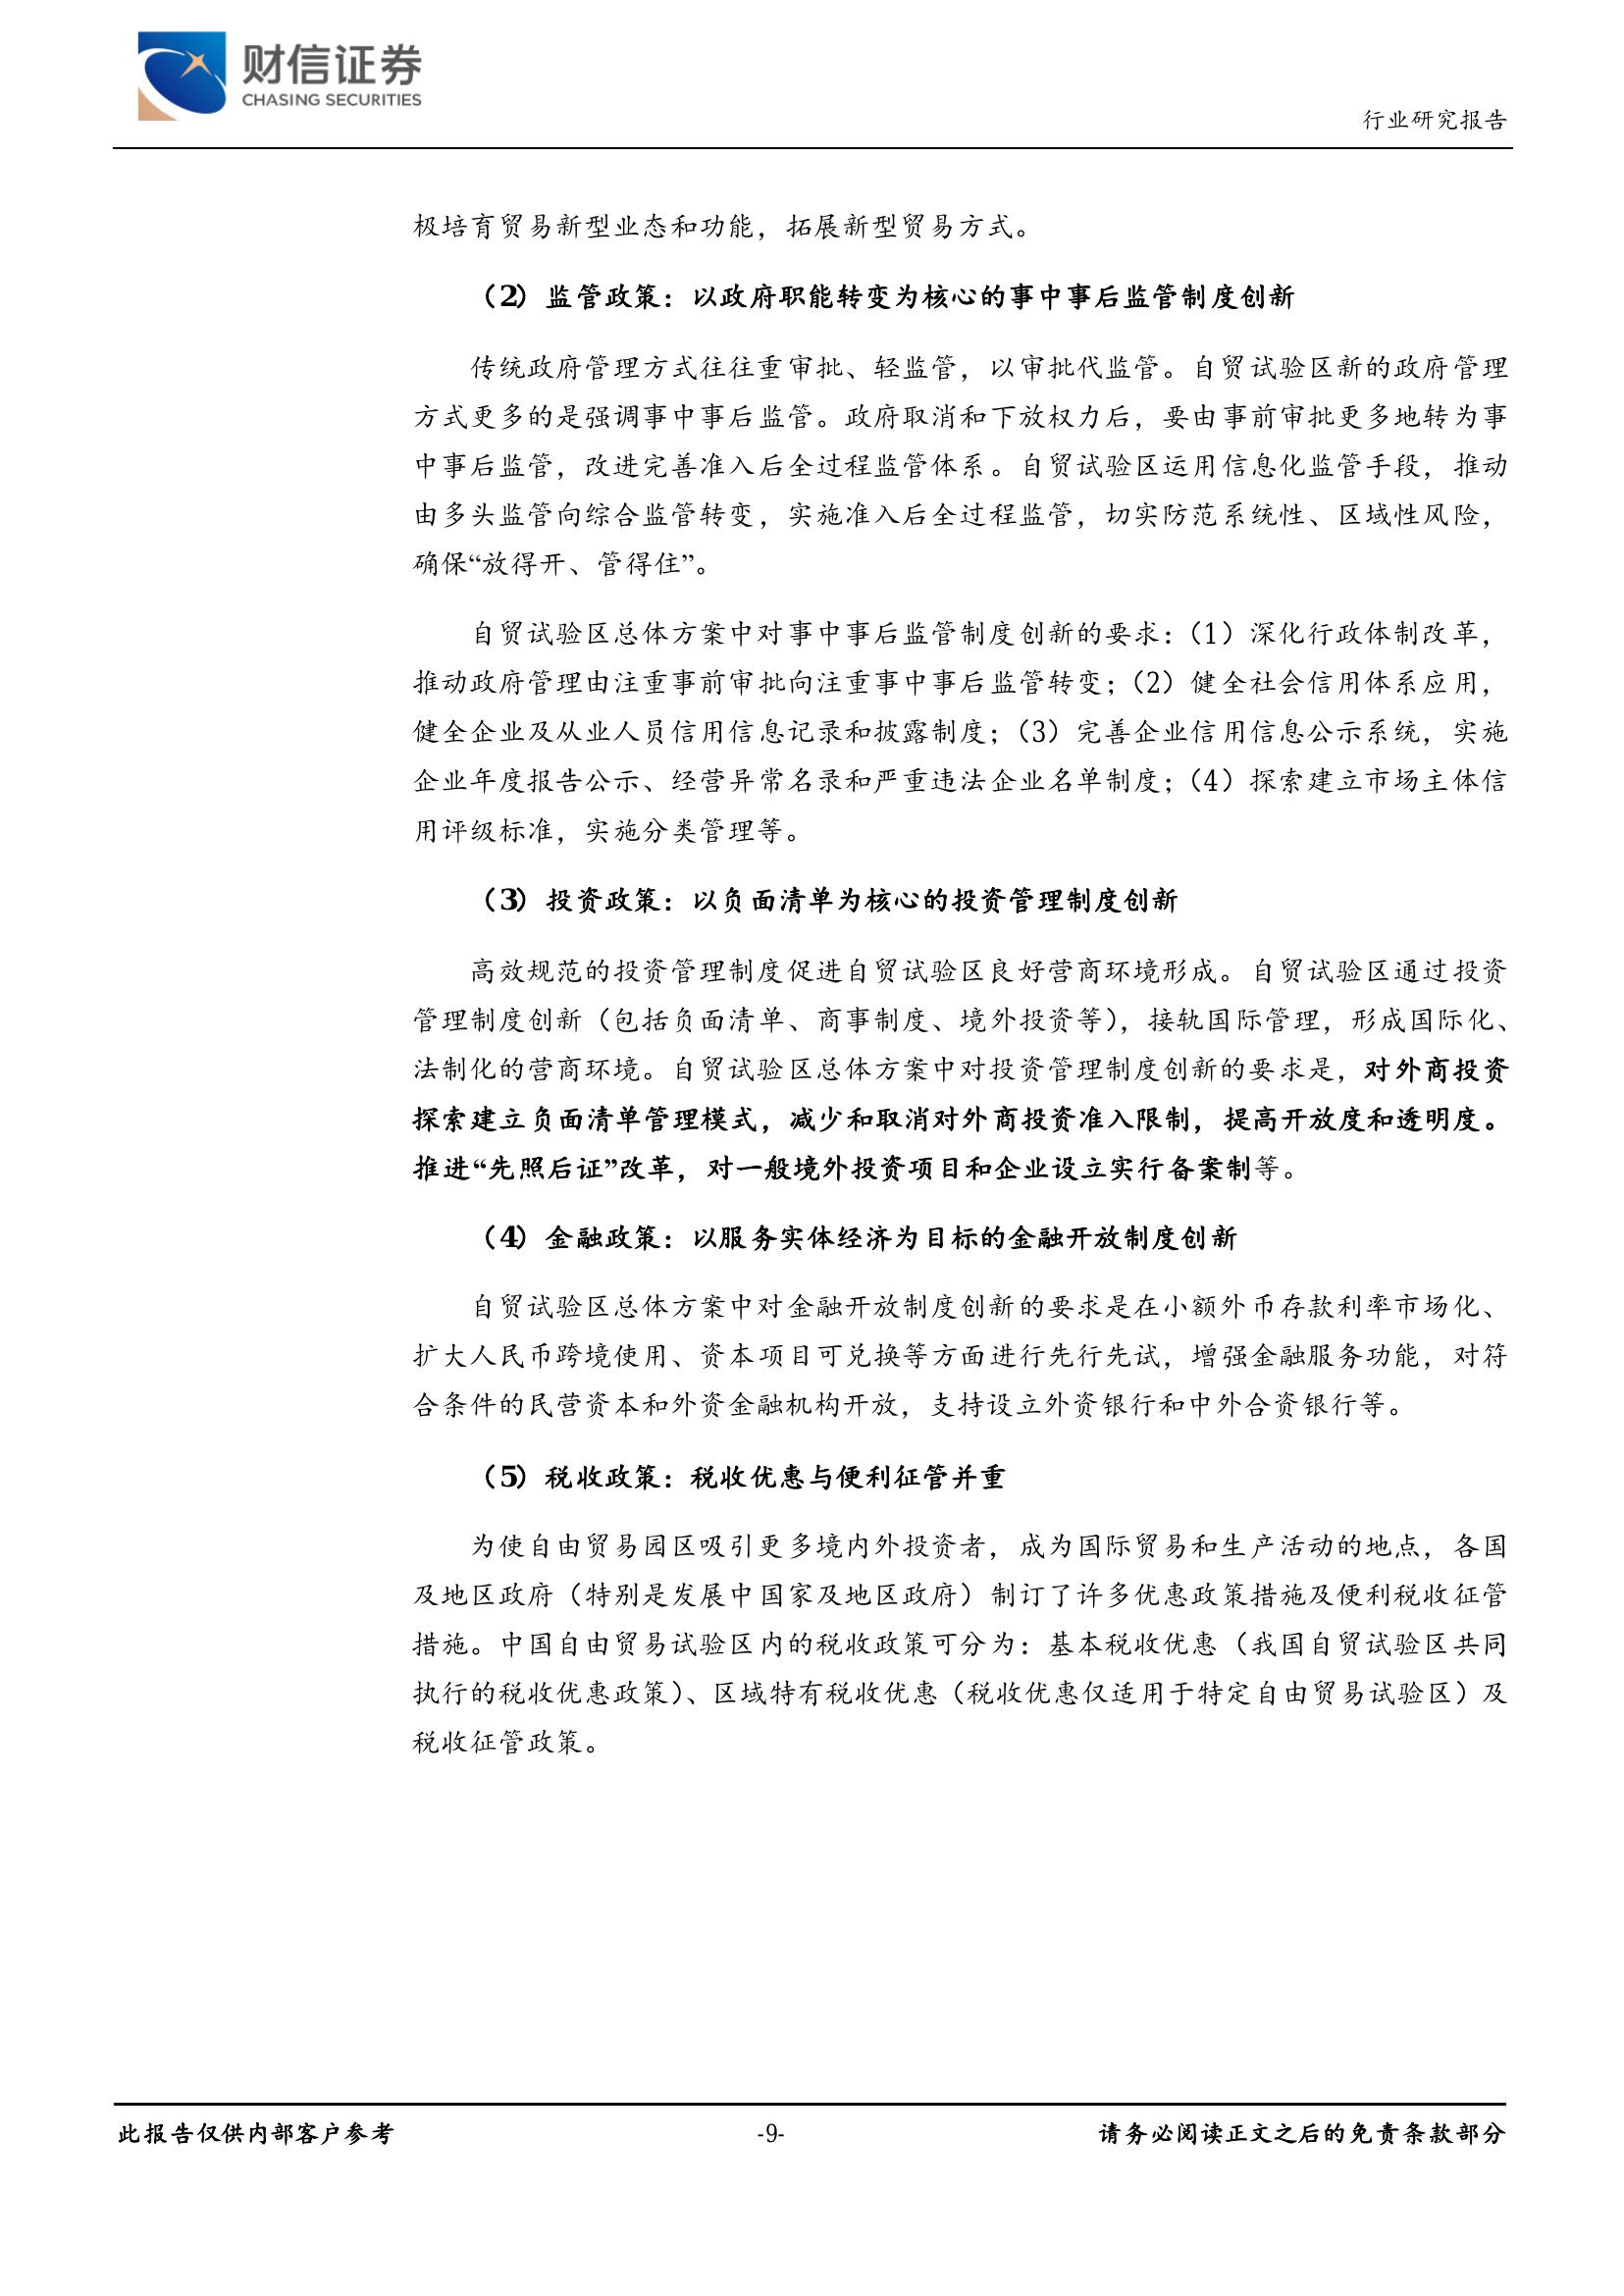 财信证券
CHASING SECURITIES
行业研究报告
极培育贸易新型业态和功能，拓展新型贸易方式。
（2）监管政策：以政府职能转变为核心的事中事后监管制度创新
传统政府管理方式往往重审批、轻监管，以审批代监管。自贸试验区新的政府管理
方式更多的是强调事中事后监管。政府取消和下放权力后，要由事前审批更多地转为事
中事后监管，改进完善准入后全过程监管体系。自贸试验区运用信息化监管手段，推动
由多头监管向综合监管转变，实施准入后全过程监管，切实防范系统性、区域性风险，
确保“放得开、管得住”。
自贸试验区总体方案中对事中事后监管制度创新的要求：（1）深化行政体制改革，
推动政府管理由注重事前审批向注重事中事后监管转变；（2）健全社会信用体系应用，
健全企业及从业人员信用信息记录和披露制度；（3）完善企业信用信息公示系统，实施
企业年度报告公示、经营异常名录和严重违法企业名单制度；（4）探索建立市场主体信
用评级标准，实施分类管理等。
（3）投资政策：以负面清单为核心的投资管理制度创新
高效规范的投资管理制度促进自贸试验区良好营商环境形成。自贸试验区通过投资
管理制度创新（包括负面清单、商事制度、境外投资等），接轨国际管理，形成国际化、
法制化的营商环境。自贸试验区总体方案中对投资管理制度创新的要求是，对外商投资
探索建立负面清单管理模式，减少和取消对外商投资准入限制，提高开放度和透明度。
推进“先照后证”改革，对一般境外投资项目和企业设立实行备案制等。
（4）金融政策：以服务实体经济为目标的金融开放制度创新
自贸试验区总体方案中对金融开放制度创新的要求是在小额外币存款利率市场化、
扩大人民币跨境使用、资本项目可兑换等方面进行先行先试，增强金融服务功能，对符
合条件的民营资本和外资金融机构开放，支持设立外资银行和中外合资银行等。
（5）税收政策：税收优惠与便利征管并重
为使自由贸易园区吸引更多境内外投资者，成为国际贸易和生产活动的地点，各国
及地区政府（特别是发展中国家及地区政府）制订了许多优惠政策措施及便利税收征管
措施。中国自由贸易试验区内的税收政策可分为：基本税收优惠（我国自贸试验区共同
执行的税收优惠政策）、区域特有税收优惠（税收优惠仅适用于特定自由贸易试验区）及
税收征管政策。
此报告仅供内部客户参考
-9-
请务必阅读正文之后的免责条款部分